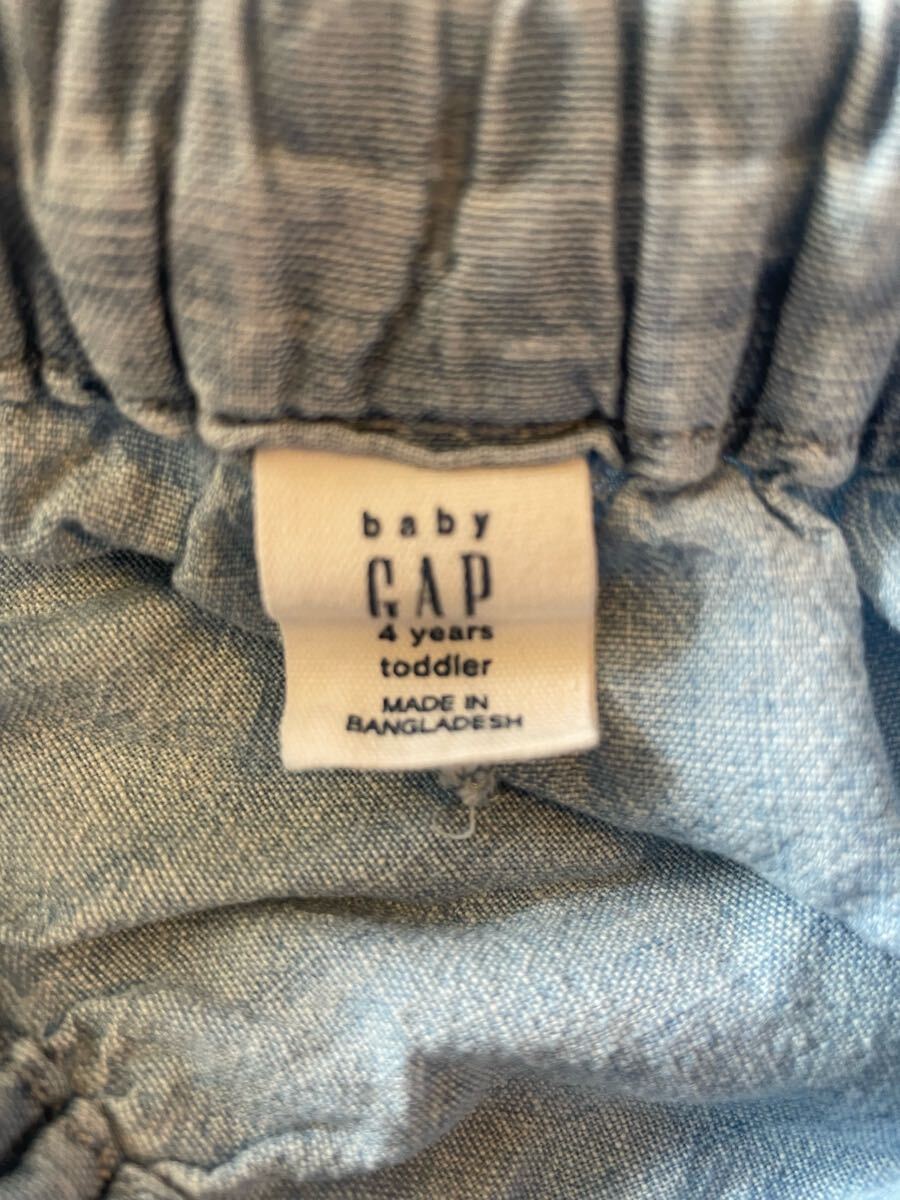 baby
GAP
4 years
toddler
MADE IN
BANGLADESH